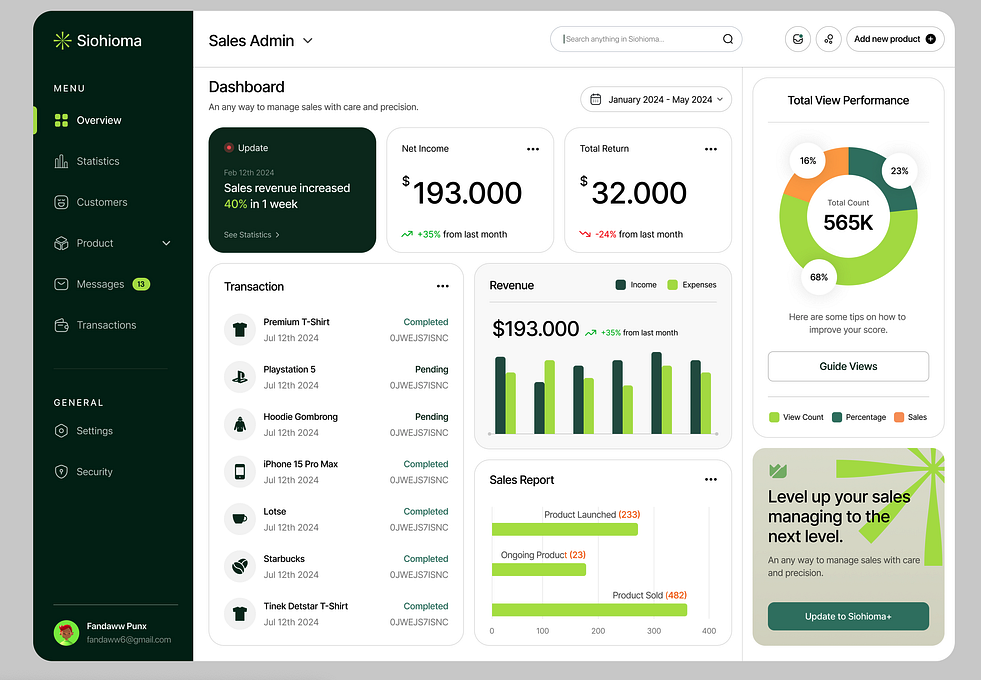 Siohioma
MENU
Overview
Statistics
Customers
Product
Messages 13
Transactions
GENERAL
Settings
Security
Fandaww Punx
fandaww6@gmail.com
Sales Admin
Search anything in Siohioma...
Add new product
Dashboard
An any way to manage sales with care and precision.
January 2024 - May 2024
Update
Feb 12th 2024
Sales revenue increased
40% in 1 week
See Statistics
Net Income
$193.000
+35% from last month
Total Return
$32.000
-24% from last month
Transaction
Premium T-Shirt Completed
Jul 12th 2024 0JWEJS7ISNC
Playstation 5 Pending
Jul 12th 2024 0JWEJS7ISNC
Hoodie Gombrong Pending
Jul 12th 2024 0JWEJS7ISNC
iPhone 15 Pro Max Completed
Jul 12th 2024 0JWEJS7ISNC
Lotse Completed
Jul 12th 2024 0JWEJS7ISNC
Starbucks Completed
Jul 12th 2024 0JWEJS7ISNC
Tinek Detstar T-Shirt Completed
Jul 12th 2024 0JWEJS7ISNC
Revenue
Income Expenses
$193.000 +35% from last month
Sales Report
Product Launched (233)
Ongoing Product (23)
Product Sold (482)
0 100 200 300 400
Total View Performance
16%
23%
Total Count
565K
68%
Here are some tips on how to
improve your score.
Guide Views
View Count Percentage Sales
Level up your sales
managing to the
next level.
An any way to manage sales with care
and precision.
Update to Siohioma+